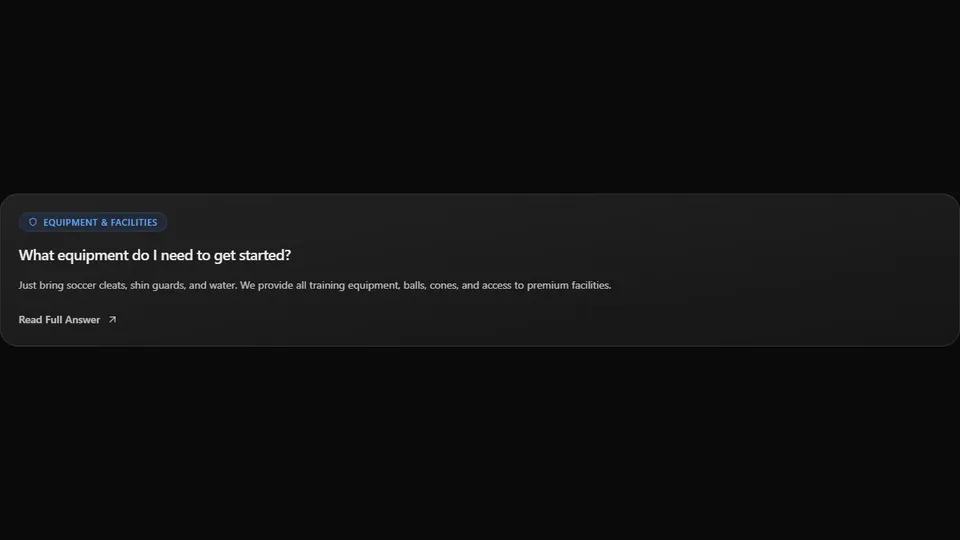 EQUIPMENT & FACILITIES
What equipment do I need to get started?
Just bring soccer cleats, shin guards, and water. We provide all training equipment, balls, cones, and access to premium facilities.
Read Full Answer